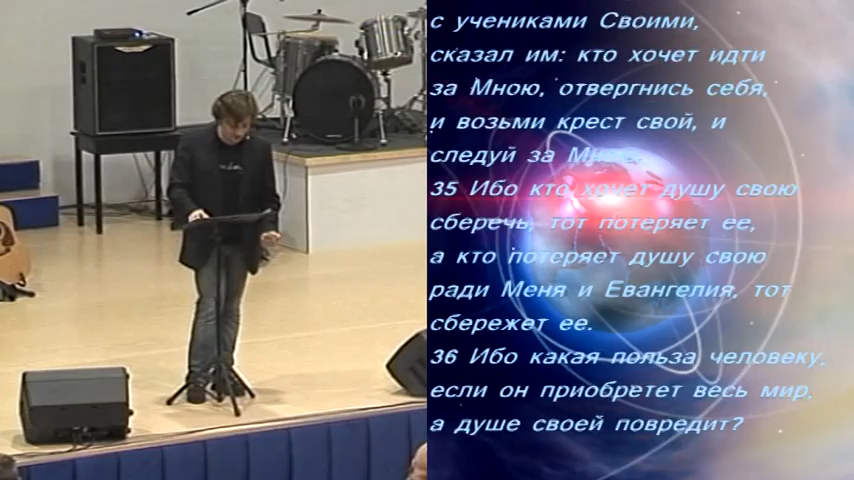 с учениками Своими,
сказал им: кто хочет идти
за Мною, отвергнись себя,
и возьми крест свой, и
следуй за Мною.
35 Ибо кто хочет душу свою
сберечь, тот потеряет ее,
а кто потеряет душу свою
ради Меня и Евангелия, тот
сбережет ее.
36 Ибо какая польза человеку,
если он приобретет весь мир,
а душе своей повредит?